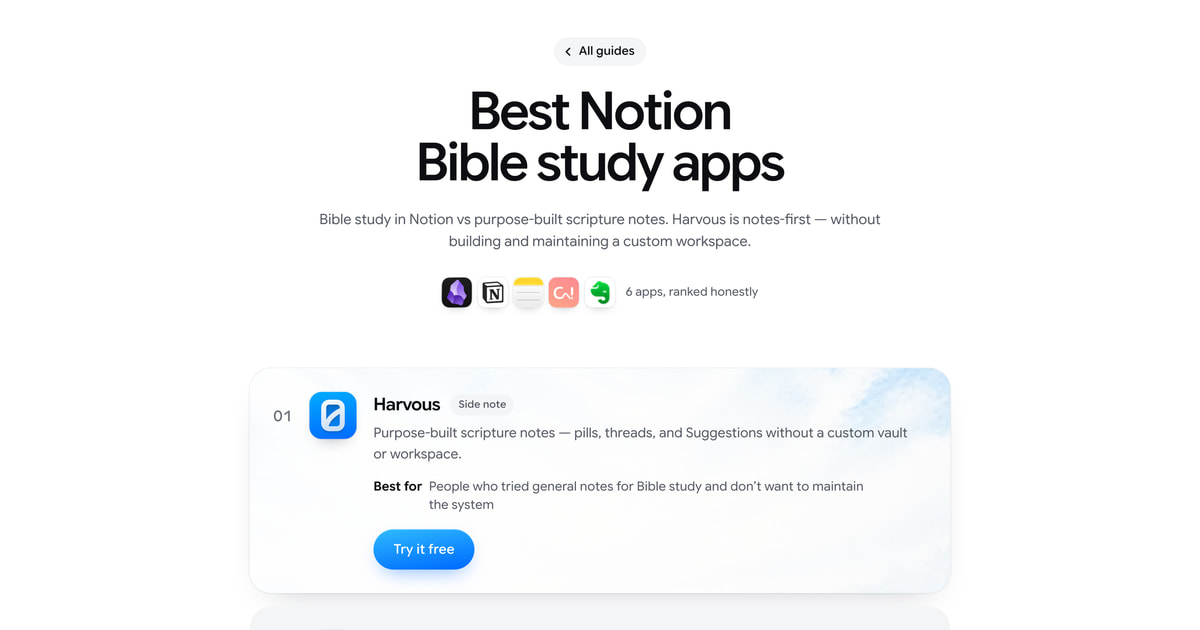 All guides
Best Notion
Bible study apps
Bible study in Notion vs purpose-built scripture notes. Harvous is notes-first — without
building and maintaining a custom workspace.
6 apps, ranked honestly
01
Harvous
Side note
Purpose-built scripture notes — pills, threads, and Suggestions without a custom vault
or workspace.
Best for People who tried general notes for Bible study and don’t want to maintain
the system
Try it free